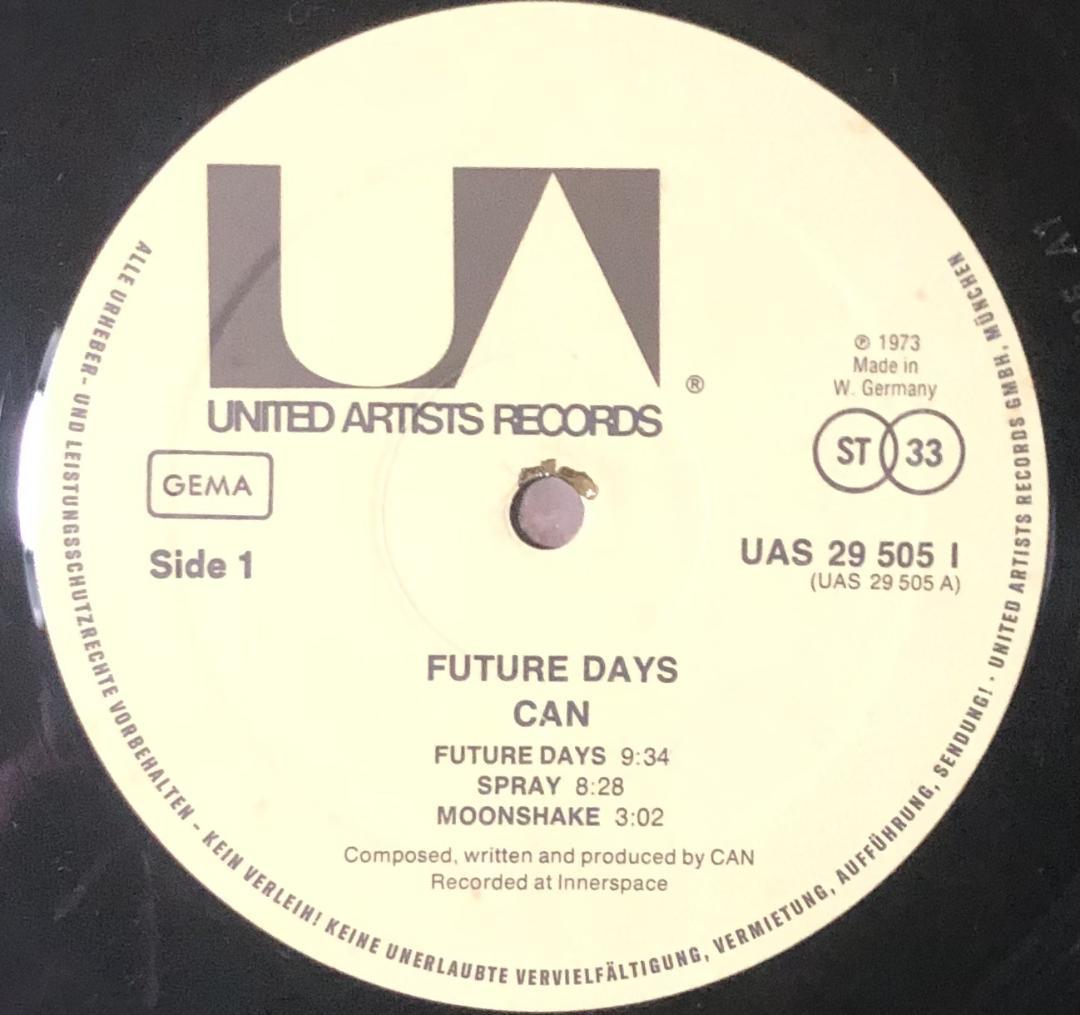 UA
®
UNITED ARTISTS RECORDS
℗ 1973
Made in
W. Germany
ST 33
GEMA
Side 1
UAS 29 505 I
(UAS 29 505 A)
FUTURE DAYS
CAN
FUTURE DAYS 9:34
SPRAY 8:28
MOONSHAKE 3:02
Composed, written and produced by CAN
Recorded at Innerspace
ALLE URHEBER- UND LEISTUNGSSCHUTZRECHTE VORBEHALTEN - KEIN VERLEIH! KEINE UNERLAUBTE VERVIELFÄLTIGUNG, VERMIETUNG, AUFFÜHRUNG, SENDUNG! · UNITED ARTISTS RECORDS GMBH, MÜNCHEN